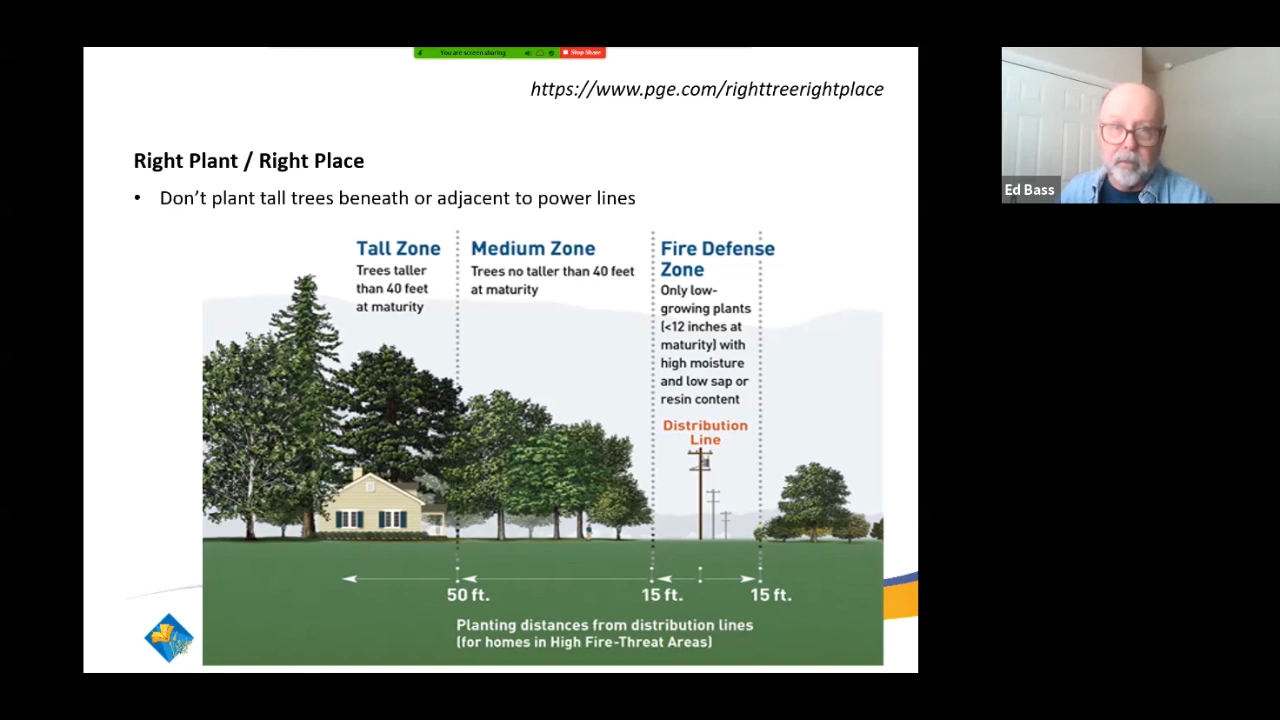 You are screen sharing
Stop Share
https://www.pge.com/righttreerightplace
Ed Bass
Right Plant / Right Place
• Don’t plant tall trees beneath or adjacent to power lines
Tall Zone
Trees taller
than 40 feet
at maturity
Medium Zone
Trees no taller than 40 feet
at maturity
Fire Defense
Zone
Only low-
growing plants
(<12 inches at
maturity) with
high moisture
and low sap or
resin content
Distribution
Line
50 ft.
15 ft.
15 ft.
Planting distances from distribution lines
(for homes in High Fire-Threat Areas)